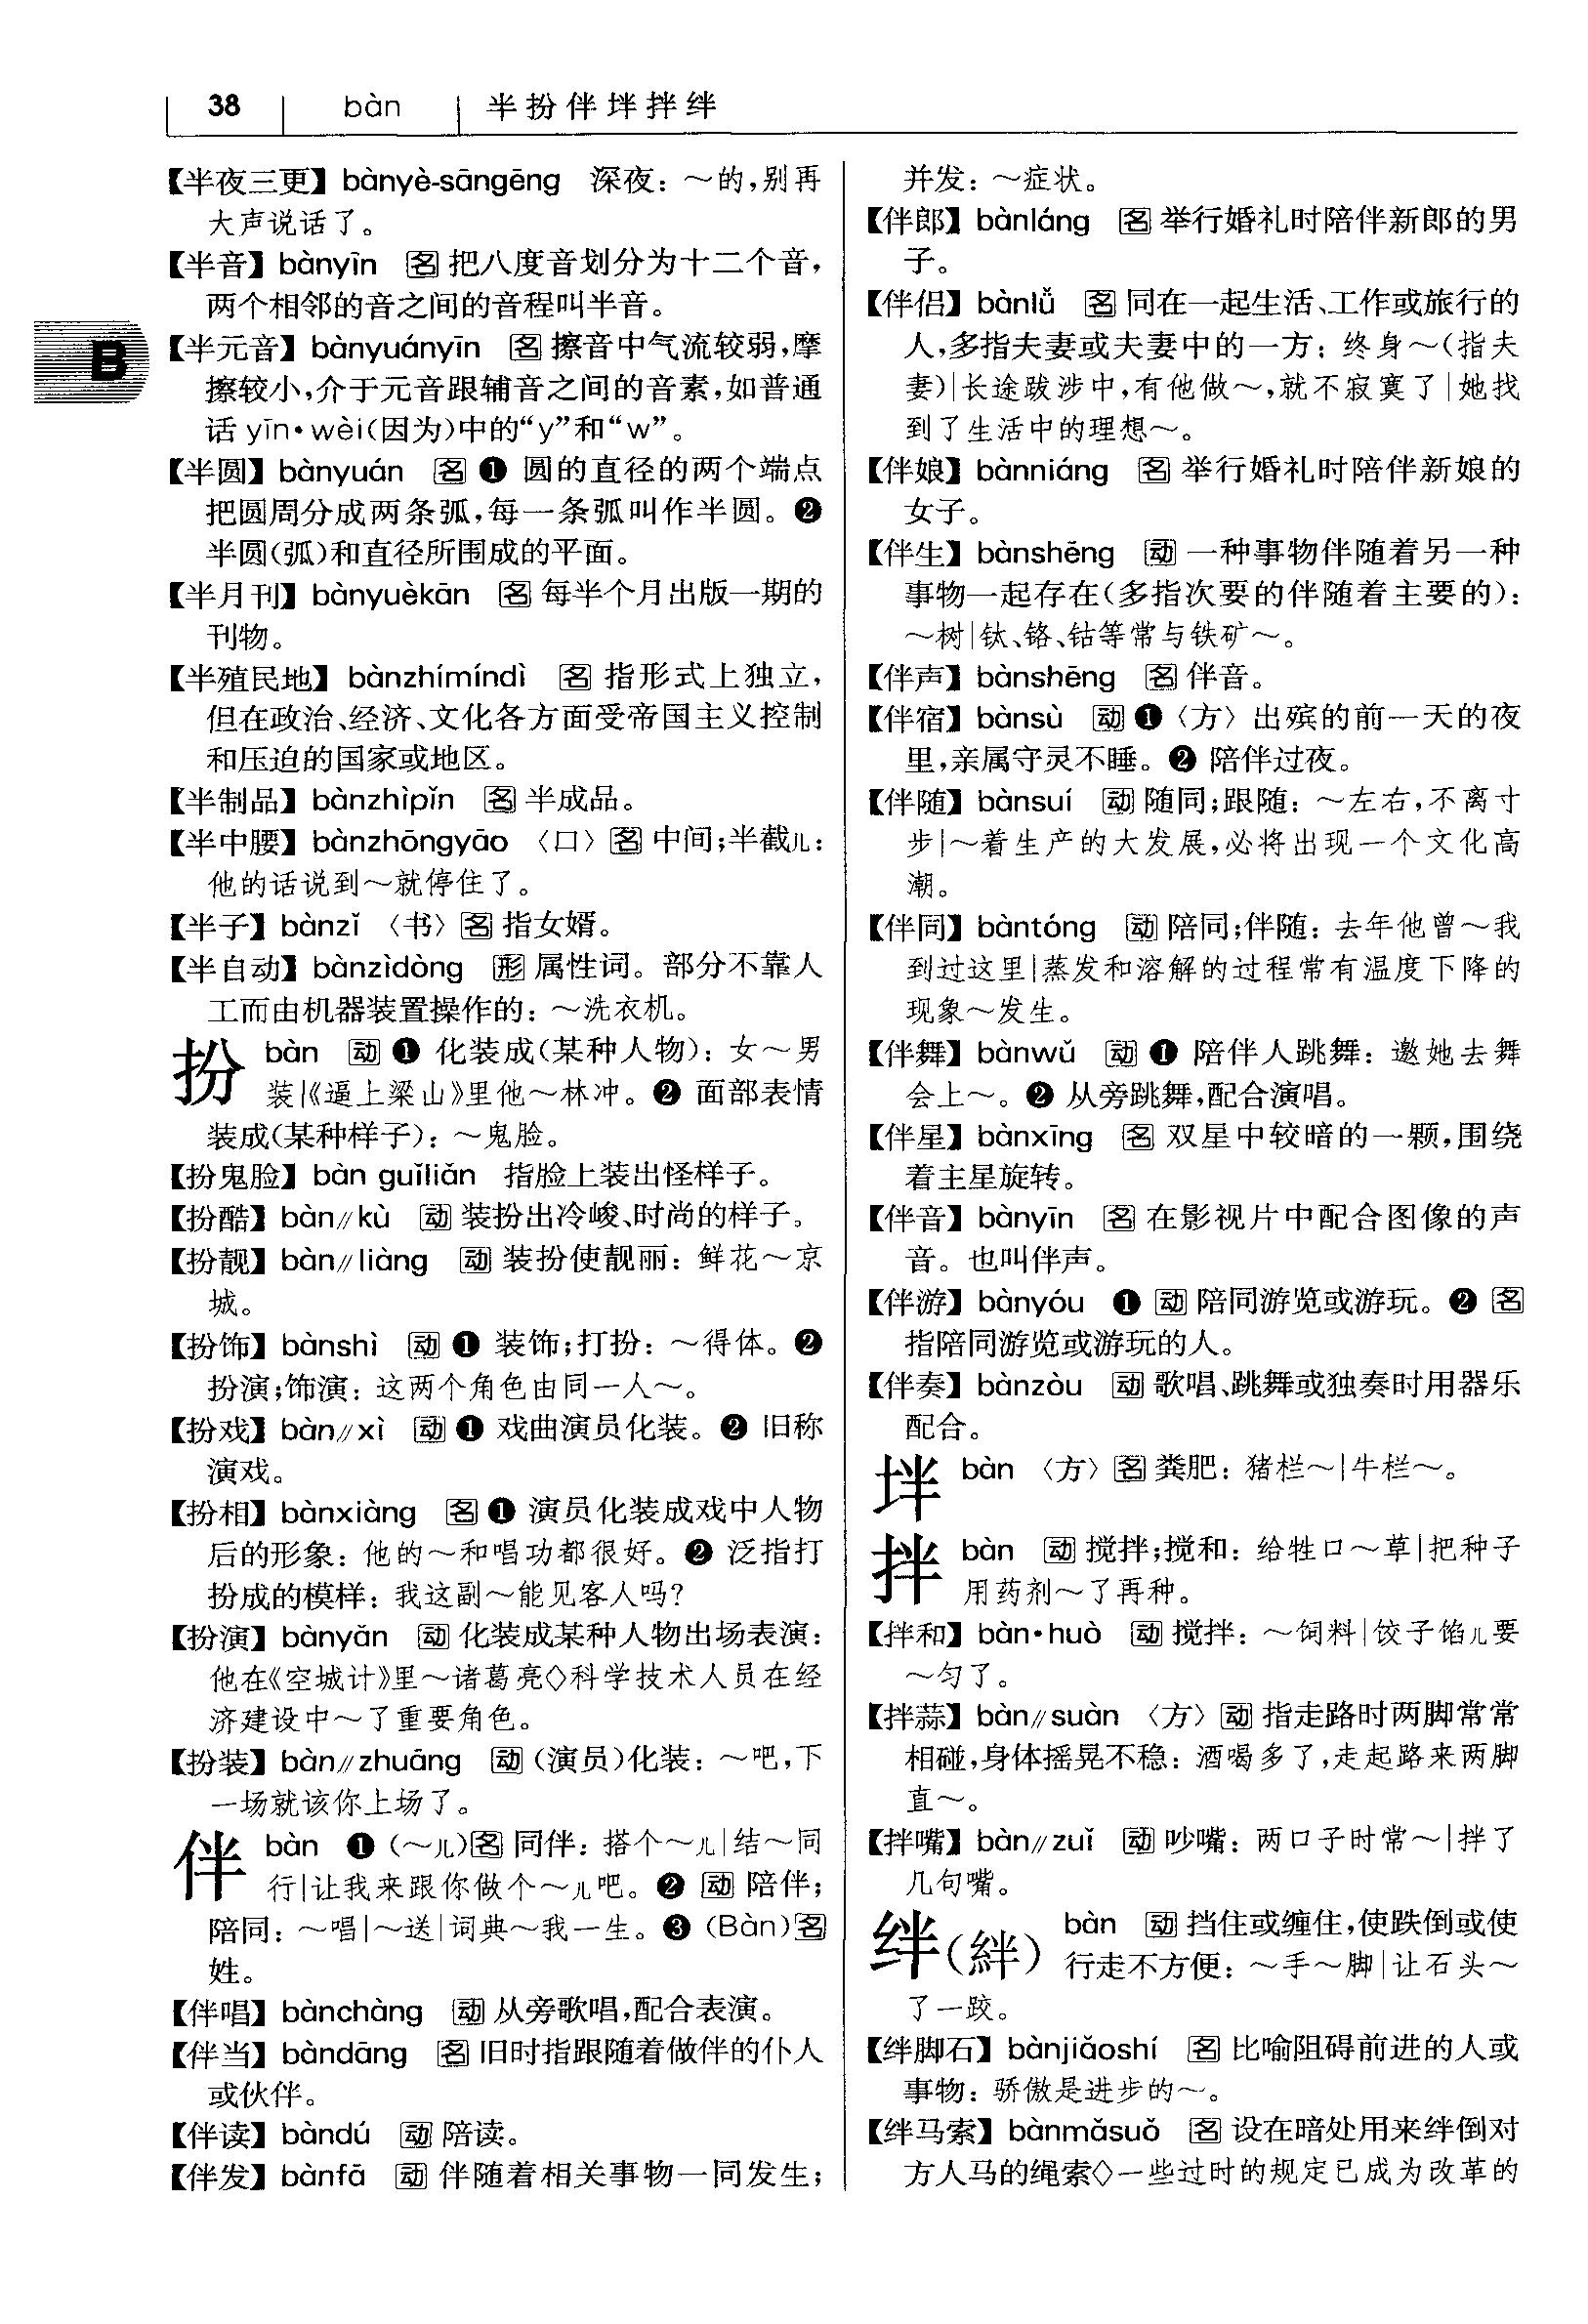 38 bàn 半扮伴坢拌绊
【半夜三更】bànyè-sāngēng 深夜：～的，别再
大声说话了。
【半音】bànyīn 名 把八度音划分为十二个音，
两个相邻的音之间的音程叫半音。
B
【半元音】bànyuányīn 名 擦音中气流较弱，摩
擦较小，介于元音跟辅音之间的音素，如普通
话 yīn·wèi(因为)中的“y”和“w”。
【半圆】bànyuán 名 ❶ 圆的直径的两个端点
把圆周分成两条弧，每一条弧叫作半圆。❷
半圆(弧)和直径所围成的平面。
【半月刊】bànyuèkān 名 每半个月出版一期的
刊物。
【半殖民地】bànzhímíndì 名 指形式上独立，
但在政治、经济、文化各方面受帝国主义控制
和压迫的国家或地区。
【半制品】bànzhìpǐn 名 半成品。
【半中腰】bànzhōngyāo 〈口〉名 中间；半截儿：
他的话说到～就停住了。
【半子】bànzǐ 〈书〉名 指女婿。
【半自动】bànzìdòng 形 属性词。部分不靠人
工而由机器装置操作的：～洗衣机。
扮 bàn 动 ❶ 化装成(某种人物)：女～男
装|《逼上梁山》里他～林冲。❷ 面部表情
装成(某种样子)：～鬼脸。
【扮鬼脸】bàn guǐliǎn 指脸上装出怪样子。
【扮酷】bàn//kù 动 装扮出冷峻、时尚的样子。
【扮靓】bàn//liàng 动 装扮使靓丽：鲜花～京
城。
【扮饰】bànshì 动 ❶ 装饰；打扮：～得体。❷
扮演；饰演：这两个角色由同一人～。
【扮戏】bàn//xì 动 ❶ 戏曲演员化装。❷ 旧称
演戏。
【扮相】bànxiàng 名 ❶ 演员化装成戏中人物
后的形象：他的～和唱功都很好。❷ 泛指打
扮成的模样：我这副～能见客人吗？
【扮演】bànyǎn 动 化装成某种人物出场表演：
他在《空城计》里～诸葛亮◇科学技术人员在经
济建设中～了重要角色。
【扮装】bàn//zhuāng 动 (演员)化装：～吧，下
一场就该你上场了。
伴 bàn ❶ (～儿)名 同伴：搭个～儿|结～同
行|让我来跟你做个～儿吧。❷ 动 陪伴；
陪同：～唱|～送|词典～我一生。❸ (Bàn)名
姓。
【伴唱】bànchàng 动 从旁歌唱，配合表演。
【伴当】bàndāng 名 旧时指跟随着做伴的仆人
或伙伴。
【伴读】bàndú 动 陪读。
【伴发】bànfā 动 伴随着相关事物一同发生；
并发：～症状。
【伴郎】bànláng 名 举行婚礼时陪伴新郎的男
子。
【伴侣】bànlǚ 名 同在一起生活、工作或旅行的
人，多指夫妻或夫妻中的一方：终身～(指夫
妻)|长途跋涉中，有他做～，就不寂寞了|她找
到了生活中的理想～。
【伴娘】bànniáng 名 举行婚礼时陪伴新娘的
女子。
【伴生】bànshēng 动 一种事物伴随着另一种
事物一起存在(多指次要的伴随着主要的)：
～树|钛、铬、钴等常与铁矿～。
【伴声】bànshēng 名 伴音。
【伴宿】bànsù 动 ❶〈方〉出殡的前一天的夜
里，亲属守灵不睡。❷ 陪伴过夜。
【伴随】bànsuí 动 随同；跟随：～左右，不离寸
步|～着生产的大发展，必将出现一个文化高
潮。
【伴同】bàntóng 动 陪同；伴随：去年他曾～我
到过这里|蒸发和溶解的过程常有温度下降的
现象～发生。
【伴舞】bànwǔ 动 ❶ 陪伴人跳舞：邀她去舞
会上～。❷ 从旁跳舞，配合演唱。
【伴星】bànxīng 名 双星中较暗的一颗，围绕
着主星旋转。
【伴音】bànyīn 名 在影视片中配合图像的声
音。也叫伴声。
【伴游】bànyóu ❶ 动 陪同游览或游玩。❷ 名
指陪同游览或游玩的人。
【伴奏】bànzòu 动 歌唱、跳舞或独奏时用器乐
配合。
坢 bàn 〈方〉名 粪肥：猪栏～|牛栏～。
拌 bàn 动 搅拌；搅和：给牲口～草|把种子
用药剂～了再种。
【拌和】bàn·huò 动 搅拌：～饲料|饺子馅儿要
～匀了。
【拌蒜】bàn//suàn 〈方〉动 指走路时两脚常常
相碰，身体摇晃不稳：酒喝多了，走起路来两脚
直～。
【拌嘴】bàn//zuǐ 动 吵嘴：两口子时常～|拌了
几句嘴。
绊(絆) bàn 动 挡住或缠住，使跌倒或使
行走不方便：～手～脚|让石头～
了一跤。
【绊脚石】bànjiǎoshí 名 比喻阻碍前进的人或
事物：骄傲是进步的～。
【绊马索】bànmǎsuǒ 名 设在暗处用来绊倒对
方人马的绳索◇一些过时的规定已成为改革的